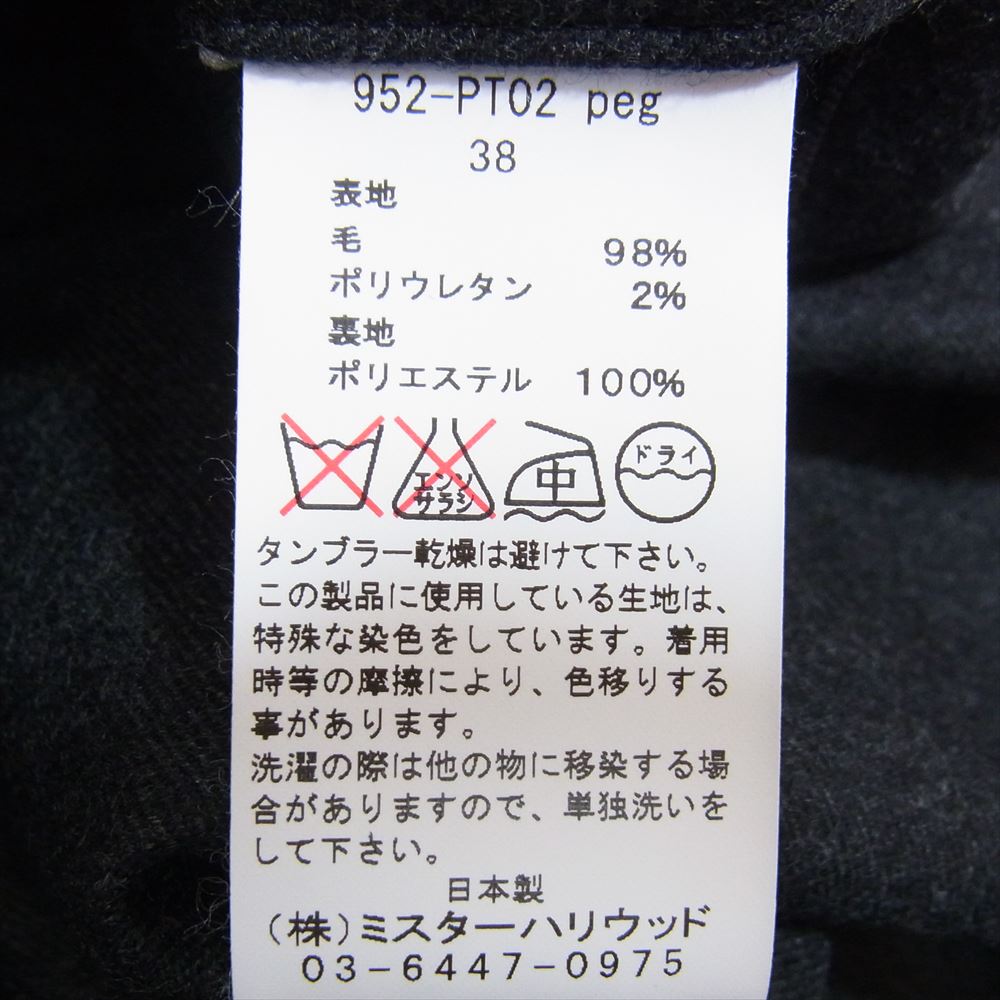 952-PT02 peg
38
表地
毛 98%
ポリウレタン 2%
裏地
ポリエステル 100%
エンソサラシ 中 ドライ
タンブラー乾燥は避けて下さい。
この製品に使用している生地は、
特殊な染色をしています。着用
時等の摩擦により、色移りする
事があります。
洗濯の際は他の物に移染する場
合がありますので、単独洗いを
して下さい。
日本製
(株)ミスターハリウッド
03-6447-0975